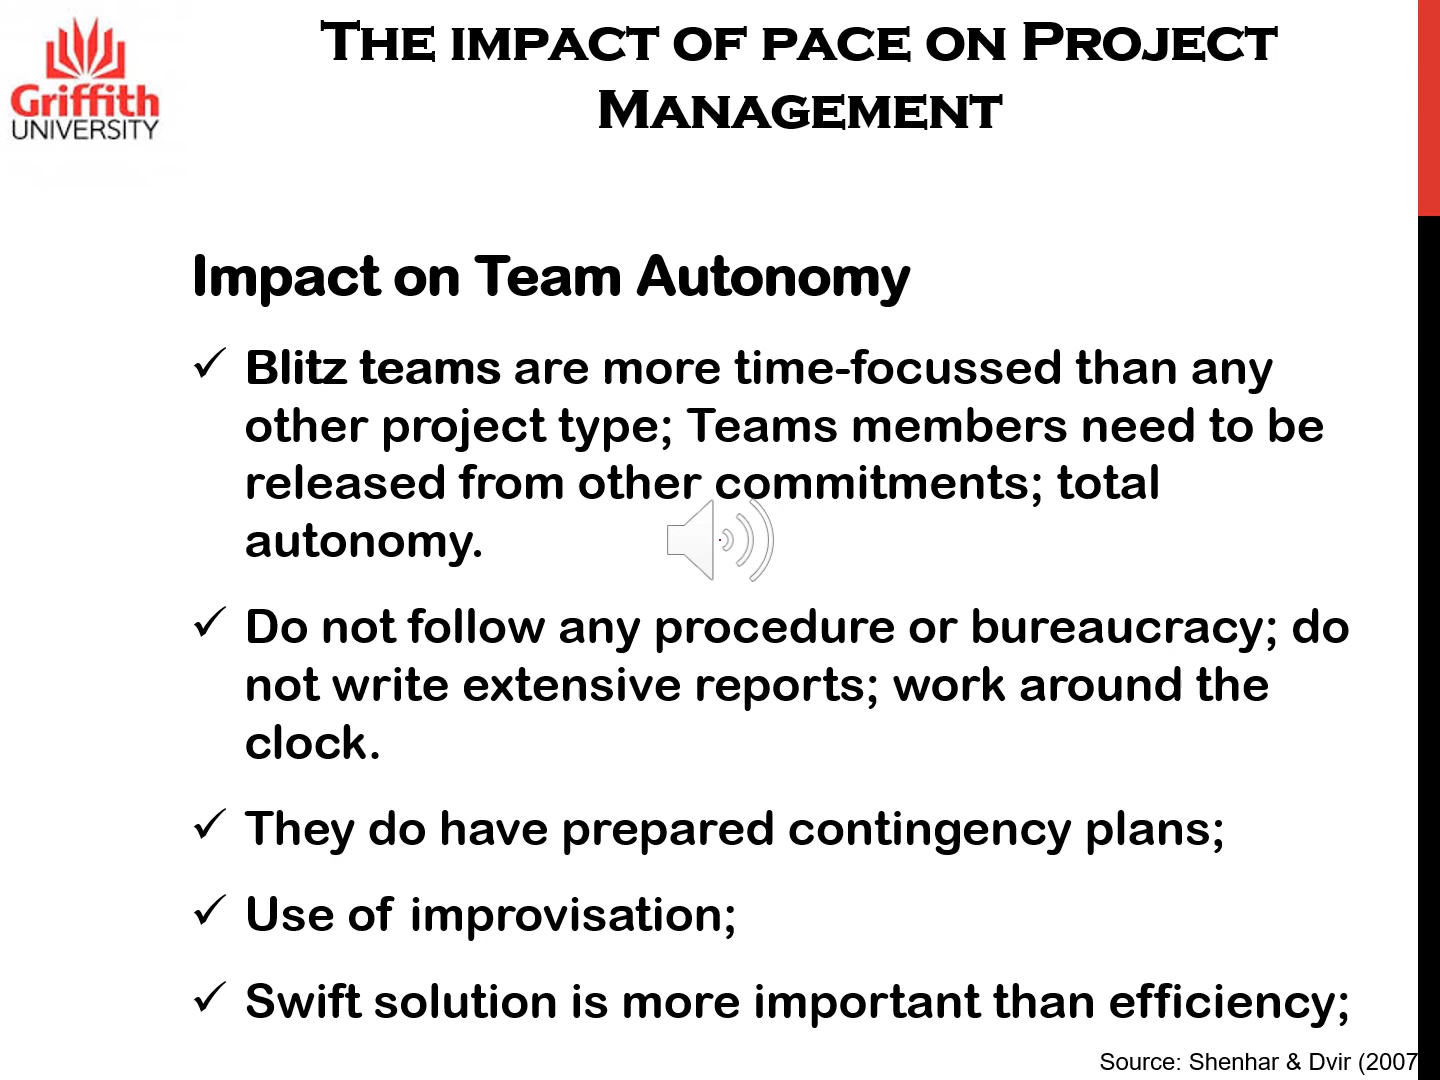 Griffith
UNIVERSITY
The impact of pace on Project
Management
Impact on Team Autonomy
✓ Blitz teams are more time-focussed than any
other project type; Teams members need to be
released from other commitments; total
autonomy.
✓ Do not follow any procedure or bureaucracy; do
not write extensive reports; work around the
clock.
✓ They do have prepared contingency plans;
✓ Use of improvisation;
✓ Swift solution is more important than efficiency;
Source: Shenhar & Dvir (2007